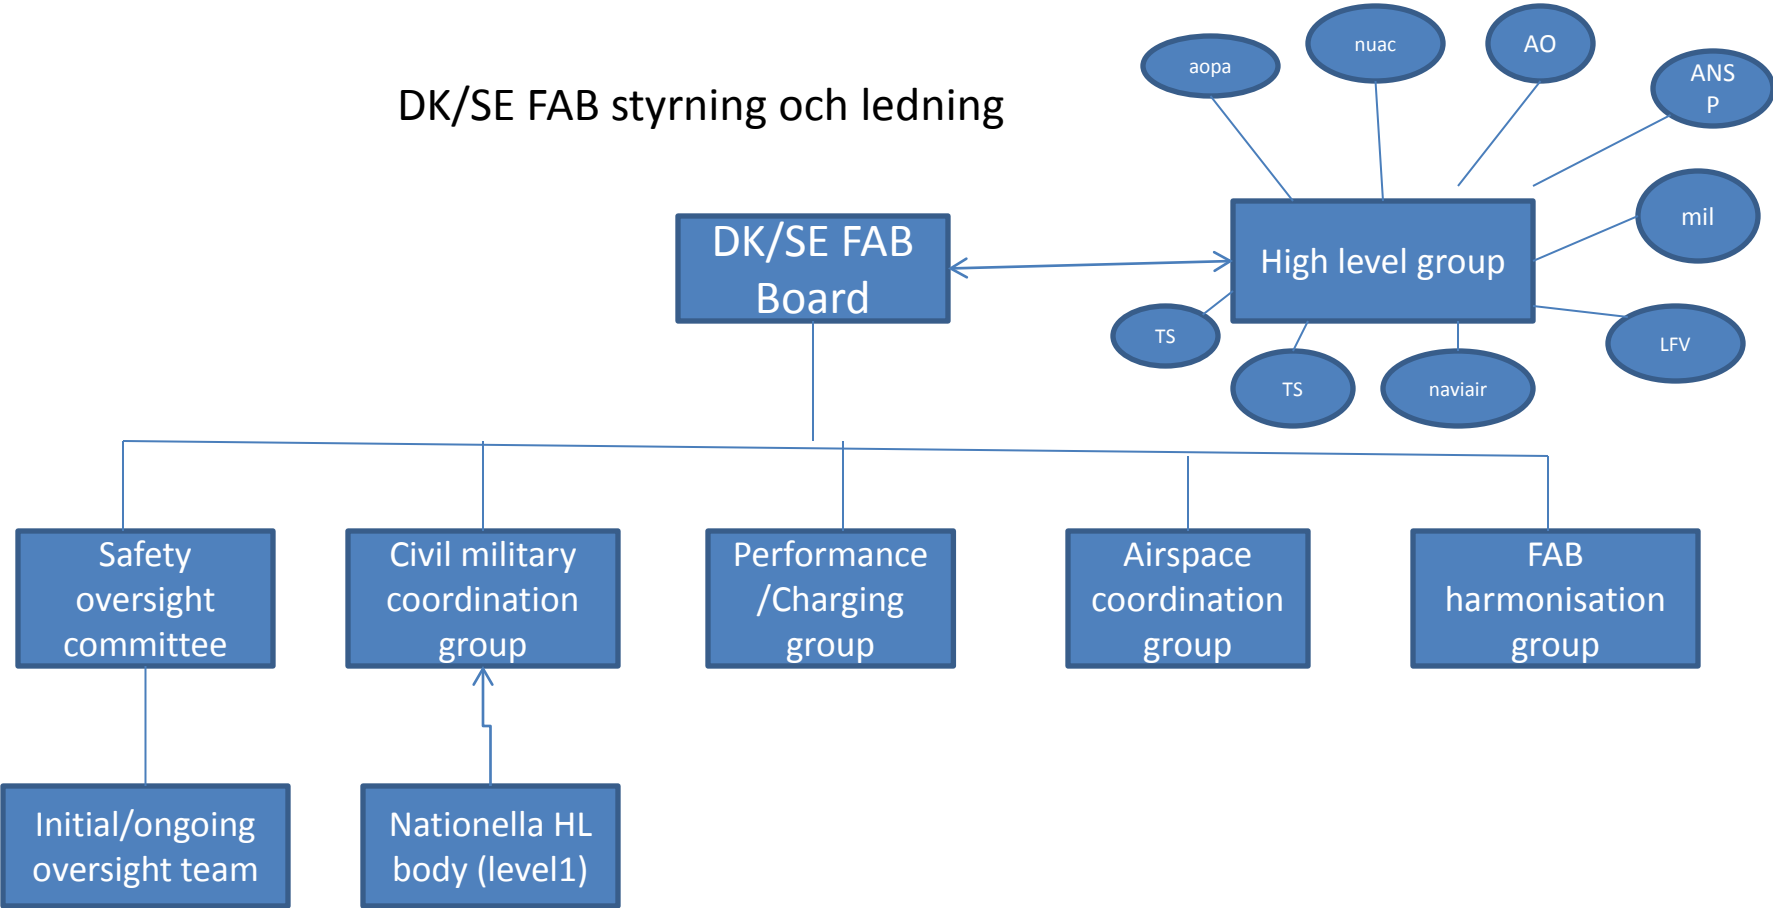 DK/SE FAB styrning och ledning
aopa
nuac
AO
ANS
P
mil
LFV
naviair
TS
TS
High level group
DK/SE FAB
Board
Safety
oversight
committee
Civil military
coordination
group
Performance
/Charging
group
Airspace
coordination
group
FAB
harmonisation
group
Initial/ongoing
oversight team
Nationella HL
body (level1)